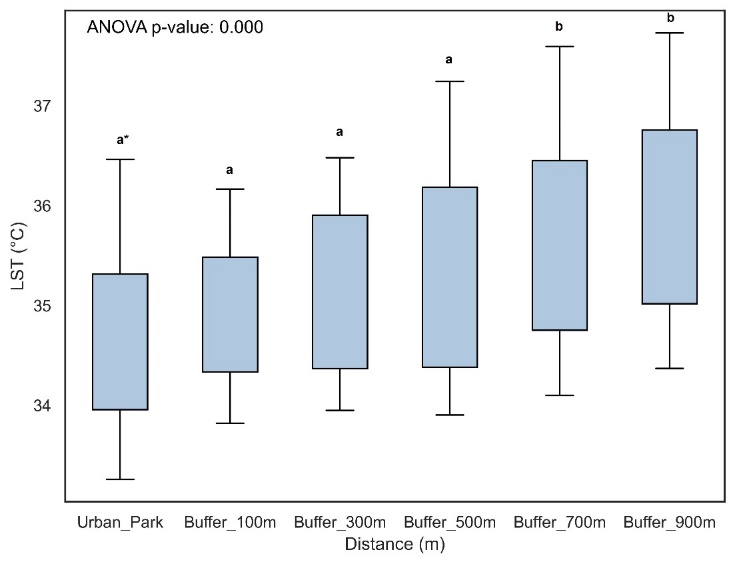 ANOVA p-value: 0.000
a*
a
a
a
b
b
LST (°C)
37
36
35
34
Urban_Park Buffer_100m Buffer_300m Buffer_500m Buffer_700m Buffer_900m
Distance (m)